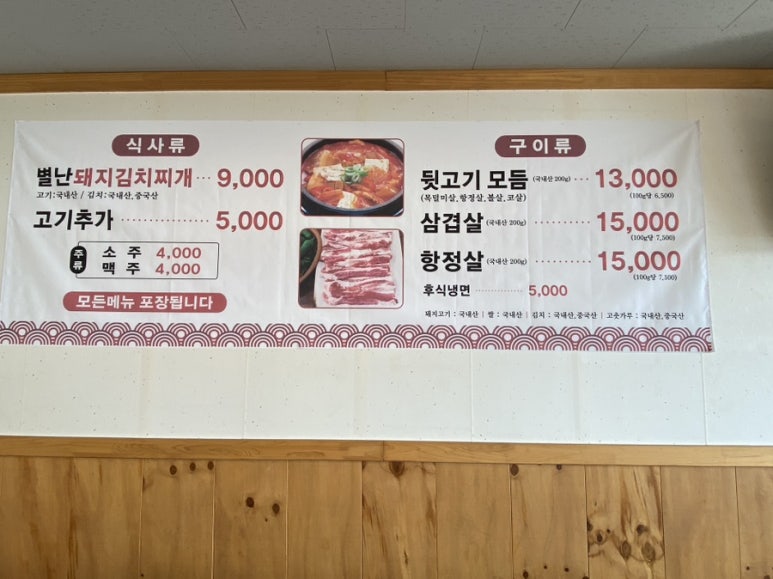 식사류
별난돼지김치찌개 ··· 9,000
고기:국내산 / 김치:국내산,중국산
고기추가 ············ 5,000
주류
소 주 4,000
맥 주 4,000
모든메뉴 포장됩니다
구이류
뒷고기 모듬 (국내산 200g) ··· 13,000
(목덜미살,항정살,볼살,코살) (100g당 6,500)
삼겹살 (국내산 200g) ·········· 15,000
(100g당 7,500)
항정살 (국내산 200g) ·········· 15,000
(100g당 7,500)
후식냉면 ············ 5,000
돼지고기 : 국내산 | 쌀 : 국내산 | 김치 : 국내산,중국산 | 고춧가루 : 국내산,중국산